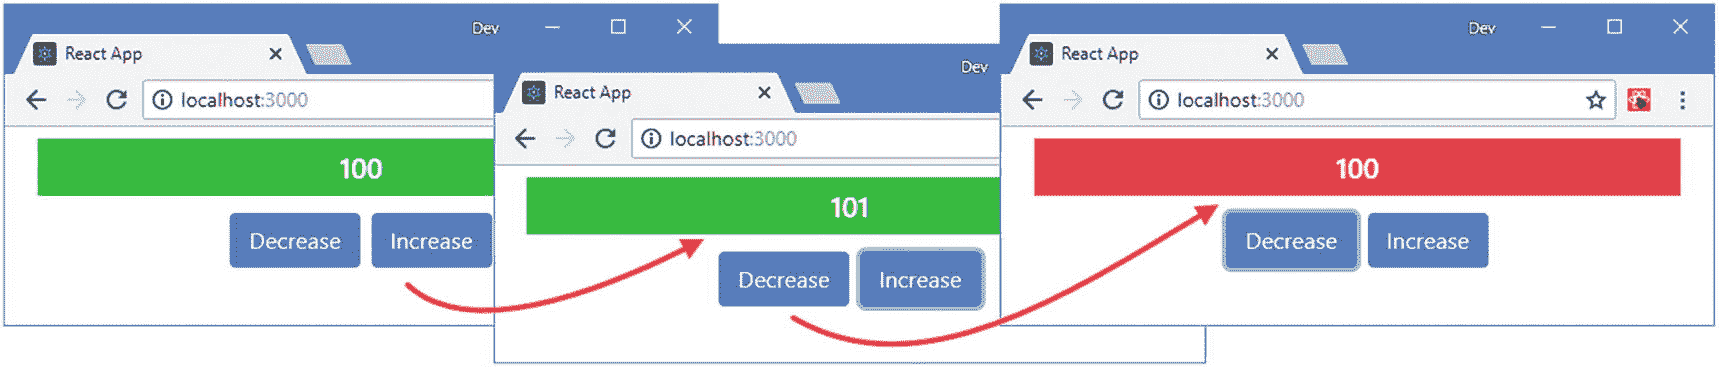 Dev
React App
localhost:3000
100
Decrease Increase
Dev
React App
localhost:3000
101
Decrease Increase
Dev
React App
localhost:3000
100
Decrease Increase